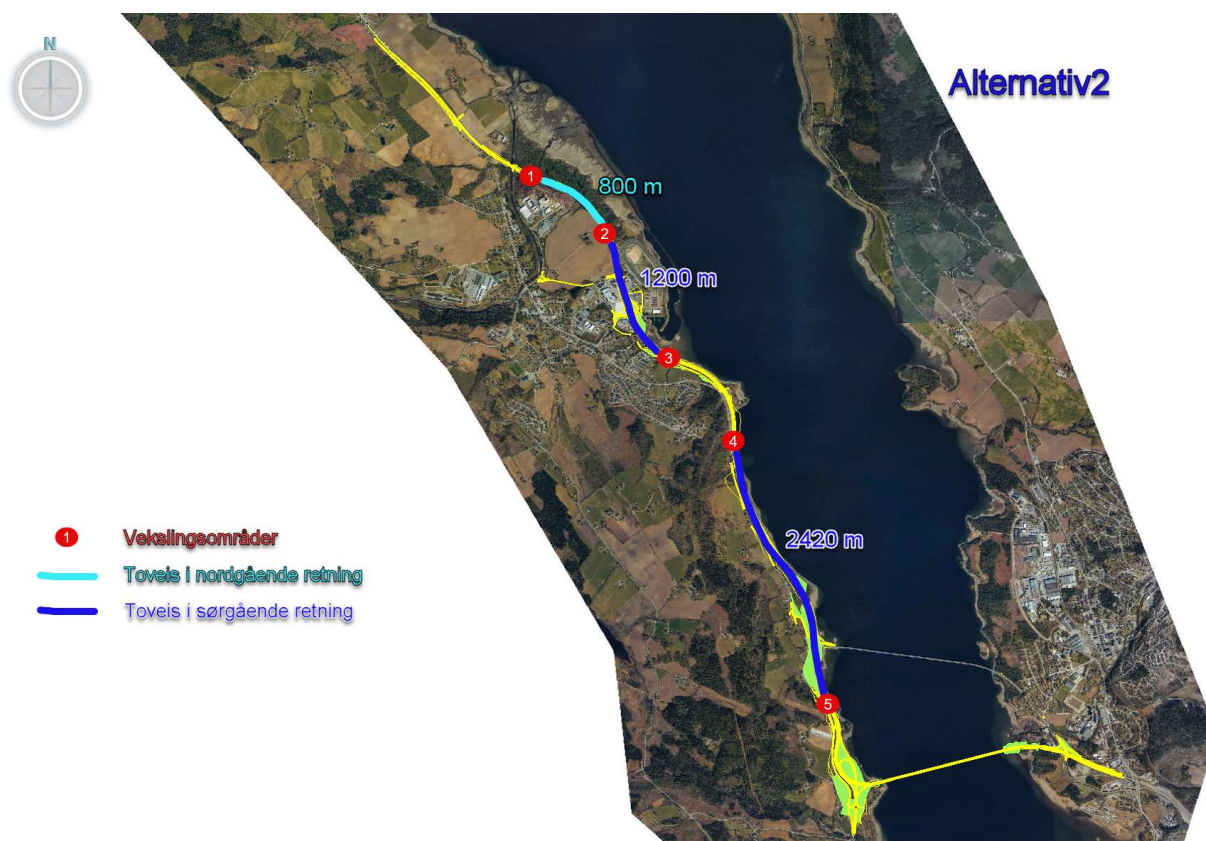 N
Alternativ2
1
800 m
2
1200 m
3
4
2420 m
5
1 Vekslingsområder
Toveis i nordgående retning
Toveis i sørgående retning